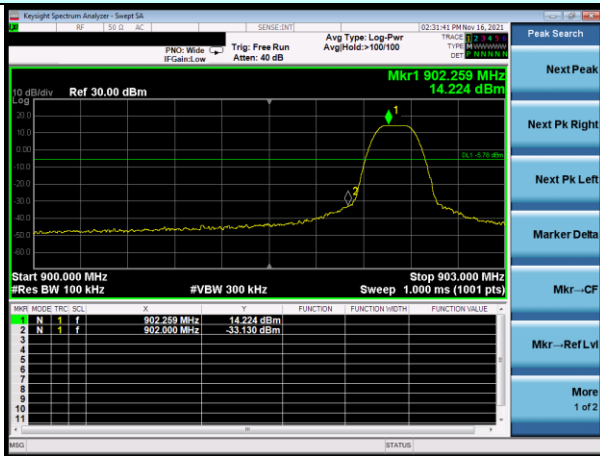 Keysight Spectrum Analyzer - Swept SA
RF 50 Ω AC SENSE:INT 02:31:41 PM Nov 16, 2021
PNO: Wide Trig: Free Run Avg Type: Log-Pwr TRACE 1 2 3 4 5 6
IFGain:Low Atten: 40 dB Avg|Hold:>100/100 TYPE M W W W W W
DET P N N N N N
Mkr1 902.259 MHz
14.224 dBm
10 dB/div Ref 30.00 dBm
Log
20.0
10.0
0.00
-10.0
-20.0
-30.0
-40.0
-50.0
-60.0
1
2
DL1 -5.78 dBm
Start 900.000 MHz Stop 903.000 MHz
#Res BW 100 kHz #VBW 300 kHz Sweep 1.000 ms (1001 pts)
MKR MODE TRC SCL X Y FUNCTION FUNCTION WIDTH FUNCTION VALUE
1 N 1 f 902.259 MHz 14.224 dBm
2 N 1 f 902.000 MHz -33.130 dBm
3
4
5
6
7
8
9
10
11
MSG STATUS
Peak Search
Next Peak
Next Pk Right
Next Pk Left
Marker Delta
Mkr→CF
Mkr→Ref Lvl
More
1 of 2